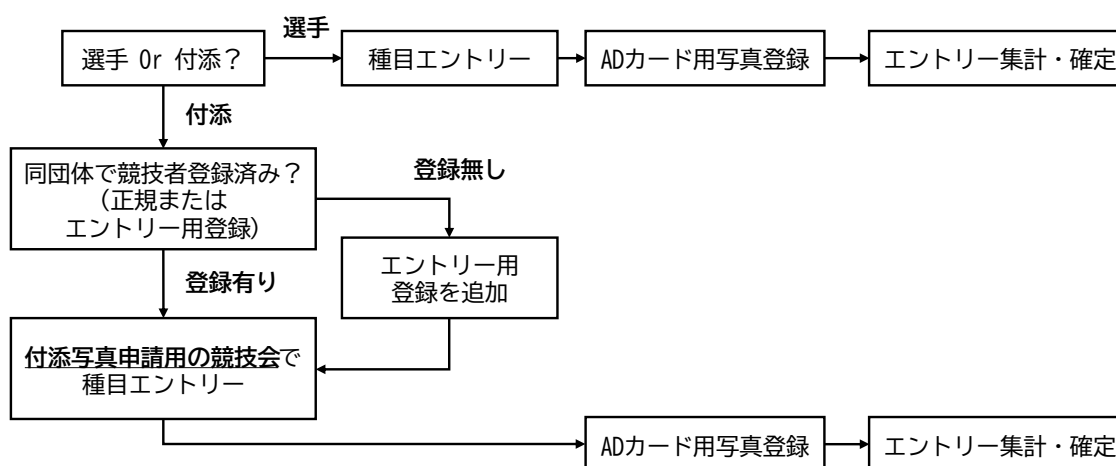 選手
選手 Or 付添？
種目エントリー
ADカード用写真登録
エントリー集計・確定
付添
同団体で競技者登録済み？
（正規または
エントリー用登録）
登録無し
エントリー用
登録を追加
登録有り
付添写真申請用の競技会で
種目エントリー
ADカード用写真登録
エントリー集計・確定